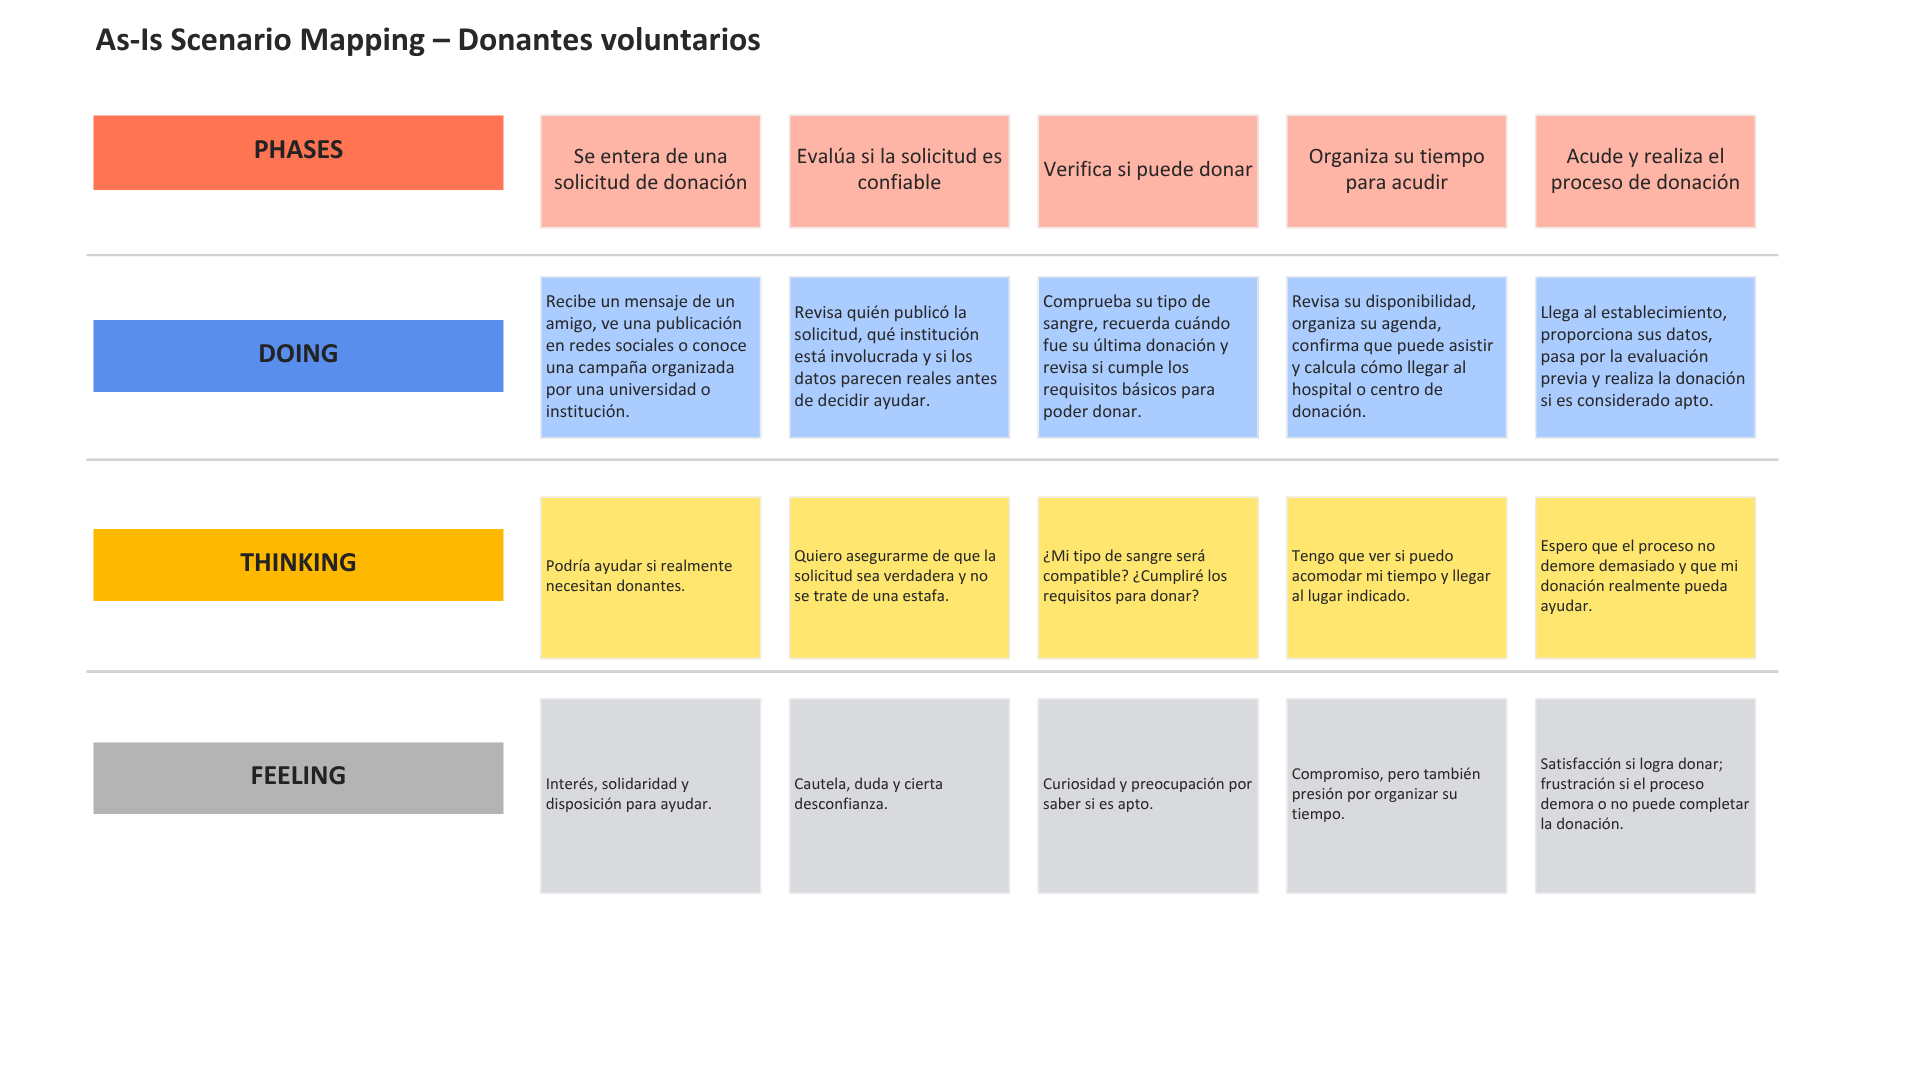 As-Is Scenario Mapping – Donantes voluntarios
PHASES
Se entera de una
solicitud de donación
Evalúa si la solicitud es
confiable
Verifica si puede donar
Organiza su tiempo
para acudir
Acude y realiza el
proceso de donación
DOING
Recibe un mensaje de un
amigo, ve una publicación
en redes sociales o conoce
una campaña organizada
por una universidad o
institución.
Revisa quién publicó la
solicitud, qué institución
está involucrada y si los
datos parecen reales antes
de decidir ayudar.
Comprueba su tipo de
sangre, recuerda cuándo
fue su última donación y
revisa si cumple los
requisitos básicos para
poder donar.
Revisa su disponibilidad,
organiza su agenda,
confirma que puede asistir
y calcula cómo llegar al
hospital o centro de
donación.
Llega al establecimiento,
proporciona sus datos,
pasa por la evaluación
previa y realiza la donación
si es considerado apto.
THINKING
Podría ayudar si realmente
necesitan donantes.
Quiero asegurarme de que la
solicitud sea verdadera y no
se trate de una estafa.
¿Mi tipo de sangre será
compatible? ¿Cumpliré los
requisitos para donar?
Tengo que ver si puedo
acomodar mi tiempo y llegar
al lugar indicado.
Espero que el proceso no
demore demasiado y que mi
donación realmente pueda
ayudar.
FEELING
Interés, solidaridad y
disposición para ayudar.
Cautela, duda y cierta
desconfianza.
Curiosidad y preocupación por
saber si es apto.
Compromiso, pero también
presión por organizar su
tiempo.
Satisfacción si logra donar;
frustración si el proceso
demora o no puede completar
la donación.